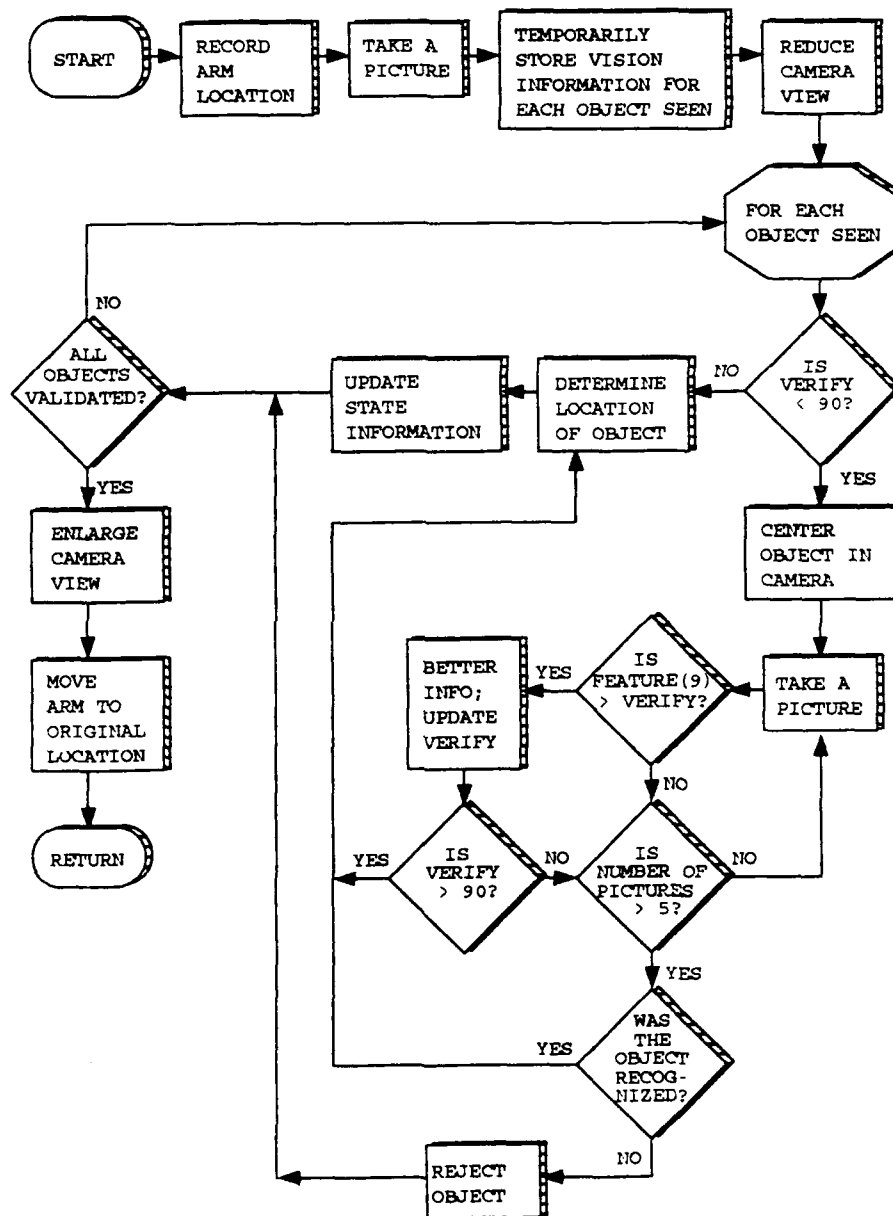 START
RECORD
ARM
LOCATION
TAKE A
PICTURE
TEMPORARILY
STORE VISION
INFORMATION FOR
EACH OBJECT SEEN
REDUCE
CAMERA
VIEW
FOR EACH
OBJECT SEEN
IS
VERIFY
< 90?
NO
YES
DETERMINE
LOCATION
OF OBJECT
UPDATE
STATE
INFORMATION
ALL
OBJECTS
VALIDATED?
NO
YES
ENLARGE
CAMERA
VIEW
MOVE
ARM TO
ORIGINAL
LOCATION
RETURN
CENTER
OBJECT IN
CAMERA
TAKE A
PICTURE
IS
FEATURE(9)
> VERIFY?
YES
NO
BETTER
INFO;
UPDATE
VERIFY
IS
VERIFY
> 90?
YES
NO
IS
NUMBER OF
PICTURES
> 5?
NO
YES
WAS
THE
OBJECT
RECOG-
NIZED?
YES
NO
REJECT
OBJECT